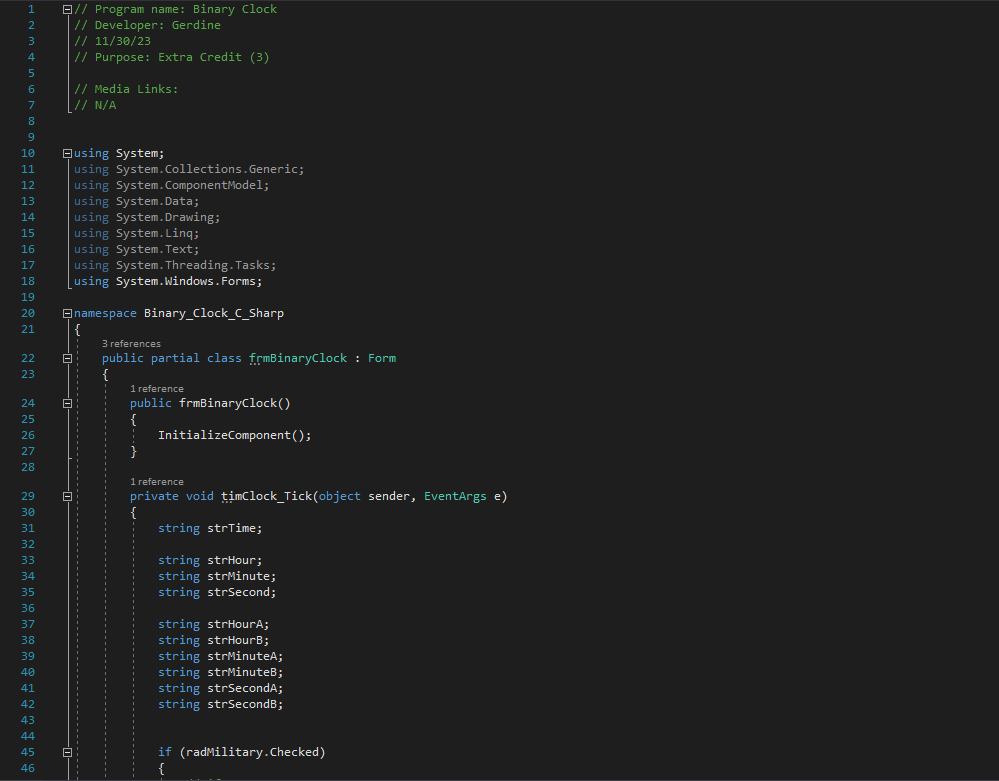 1 // Program name: Binary Clock
2 // Developer: Gerdine
3 // 11/30/23
4 // Purpose: Extra Credit (3)
5
6 // Media Links:
7 // N/A
8
9
10 using System;
11 using System.Collections.Generic;
12 using System.ComponentModel;
13 using System.Data;
14 using System.Drawing;
15 using System.Linq;
16 using System.Text;
17 using System.Threading.Tasks;
18 using System.Windows.Forms;
19
20 namespace Binary_Clock_C_Sharp
21 {
3 references
22 public partial class frmBinaryClock : Form
23 {
1 reference
24 public frmBinaryClock()
25 {
26 InitializeComponent();
27 }
28
1 reference
29 private void timClock_Tick(object sender, EventArgs e)
30 {
31 string strTime;
32
33 string strHour;
34 string strMinute;
35 string strSecond;
36
37 string strHourA;
38 string strHourB;
39 string strMinuteA;
40 string strMinuteB;
41 string strSecondA;
42 string strSecondB;
43
44
45 if (radMilitary.Checked)
46 {